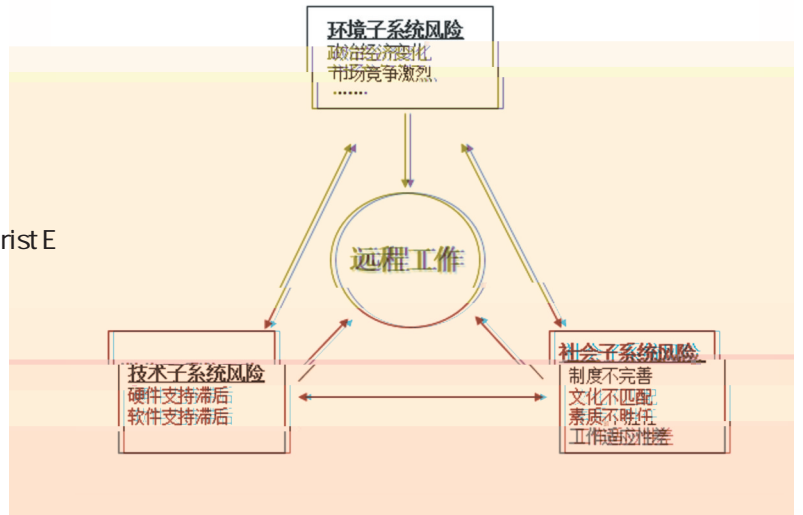 环境子系统风险
政治经济变化
市场竞争激烈、
.......
rist E
远程工作
技术子系统风险
硬件支持滞后
软件支持滞后
社会子系统风险
制度不完善
文化不匹配
素质不胜任
工作适应性差